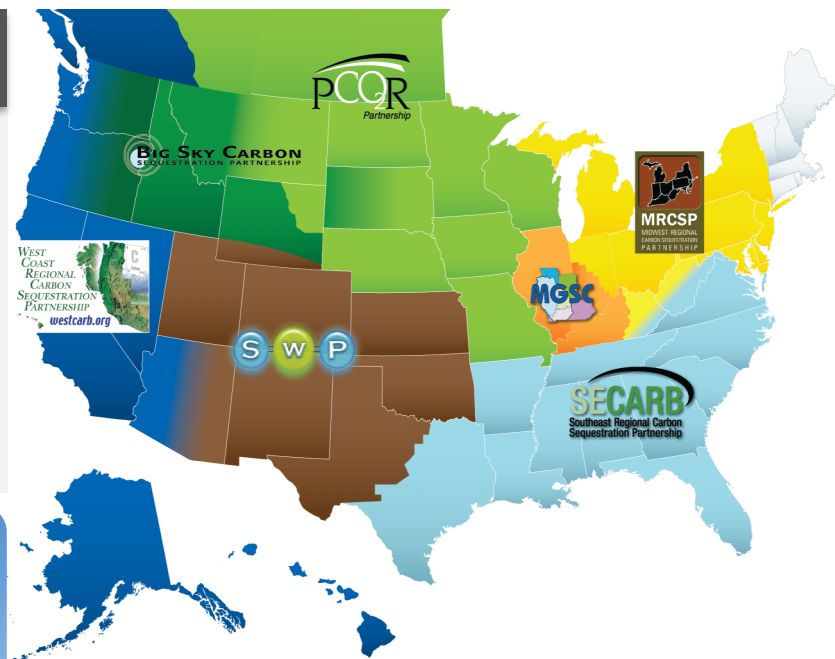 PCO2R
Partnership
BIG SKY CARBON
SEQUESTRATION PARTNERSHIP
MRCSP
MIDWEST REGIONAL
CARBON SEQUESTRATION
PARTNERSHIP
WEST
COAST
REGIONAL
CARBON
SEQUESTRATION
PARTNERSHIP
westcarb.org
C
MGSC
S W P
SECARB
Southeast Regional Carbon
Sequestration Partnership